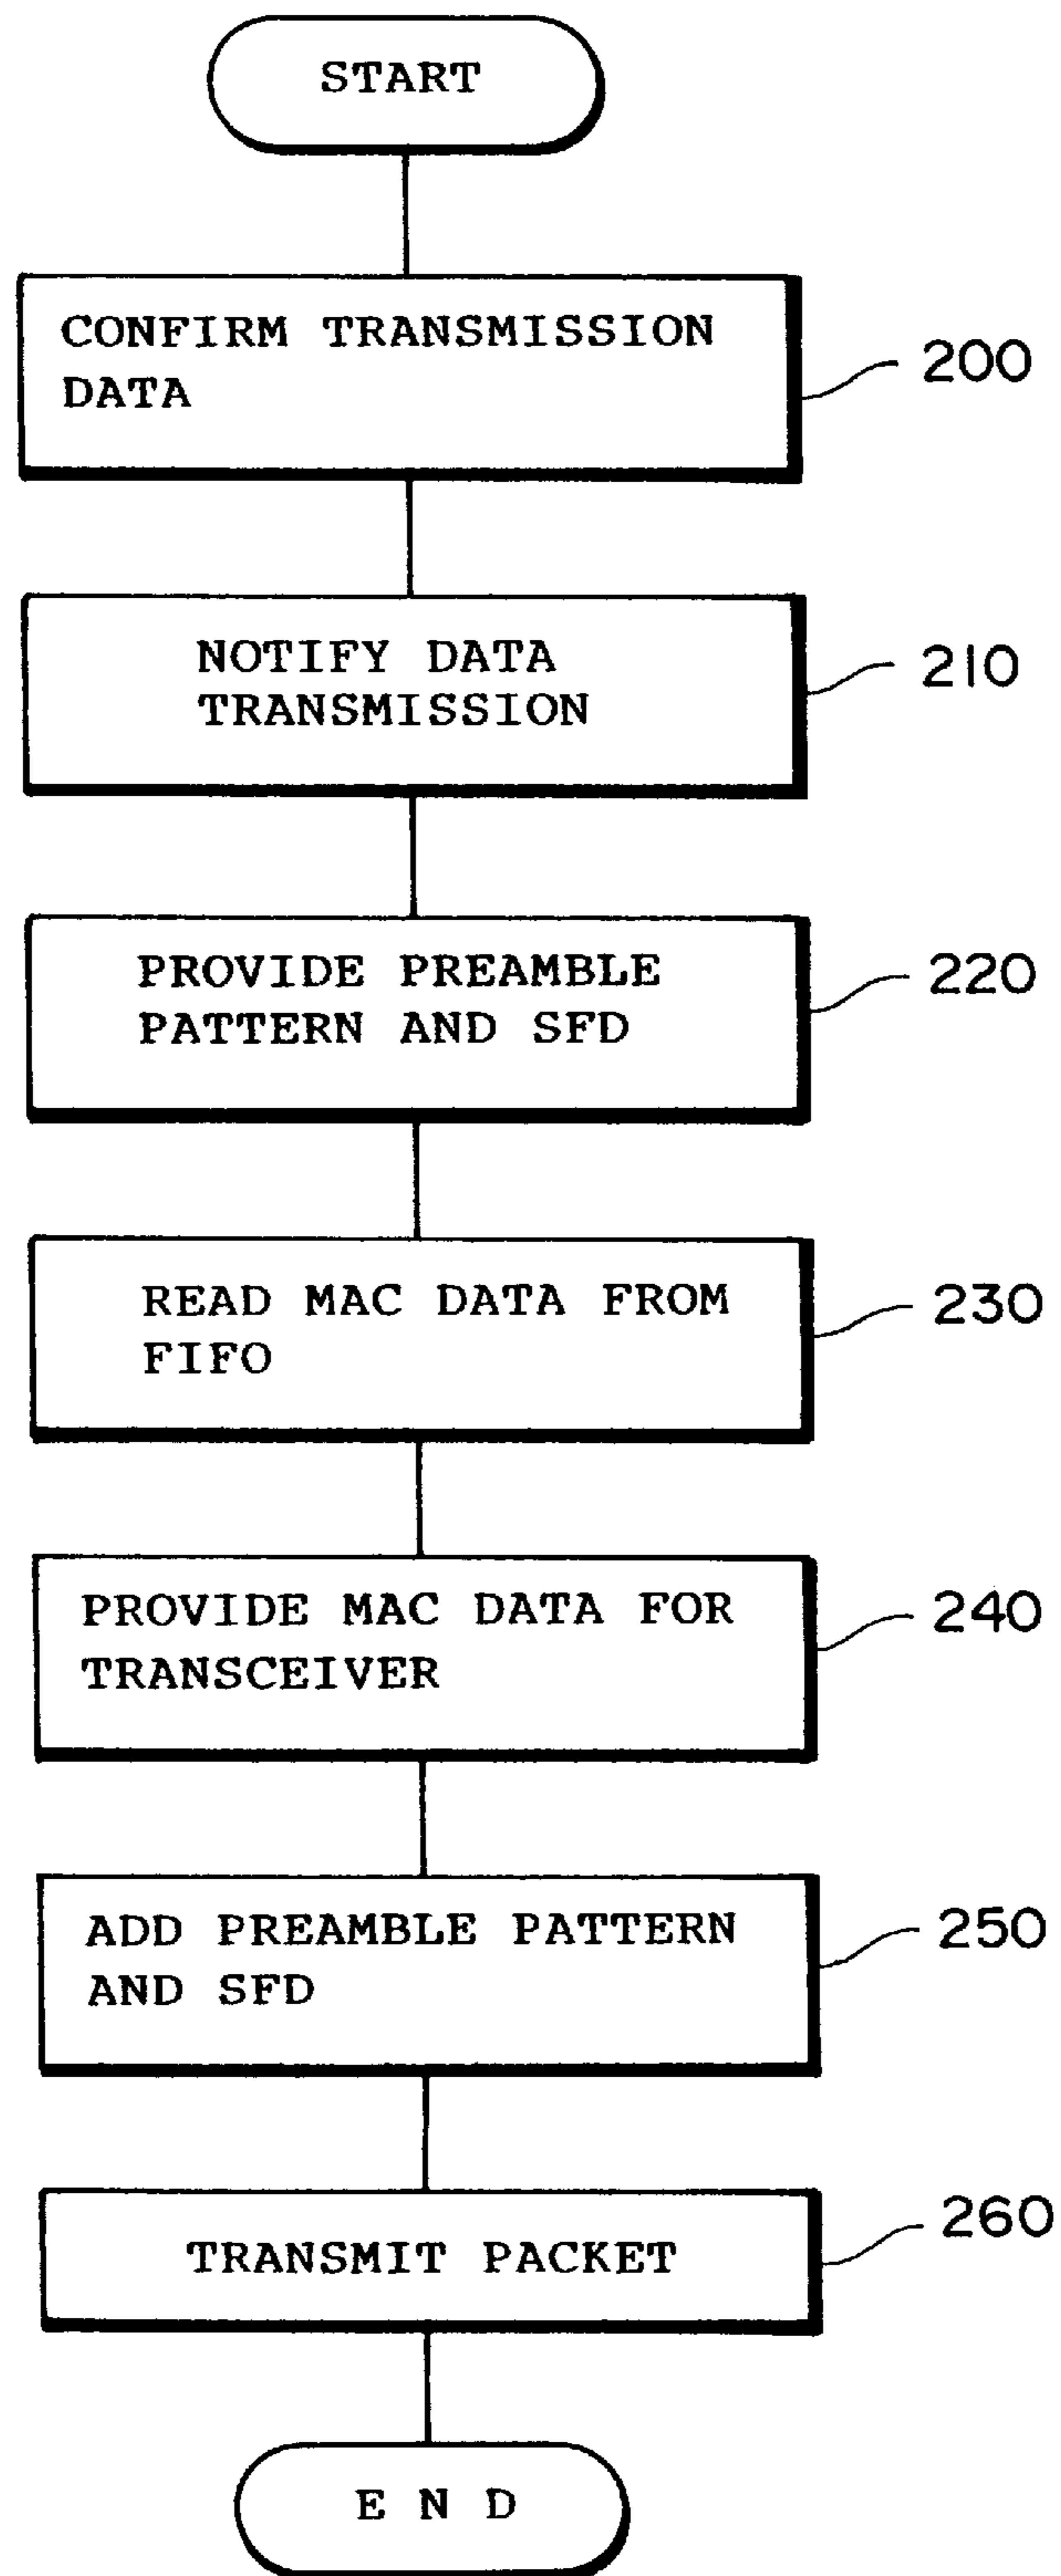 START
CONFIRM TRANSMISSION
DATA
200
NOTIFY DATA
TRANSMISSION
210
PROVIDE PREAMBLE
PATTERN AND SFD
220
READ MAC DATA FROM
FIFO
230
PROVIDE MAC DATA FOR
TRANSCEIVER
240
ADD PREAMBLE PATTERN
AND SFD
250
TRANSMIT PACKET
260
E N D